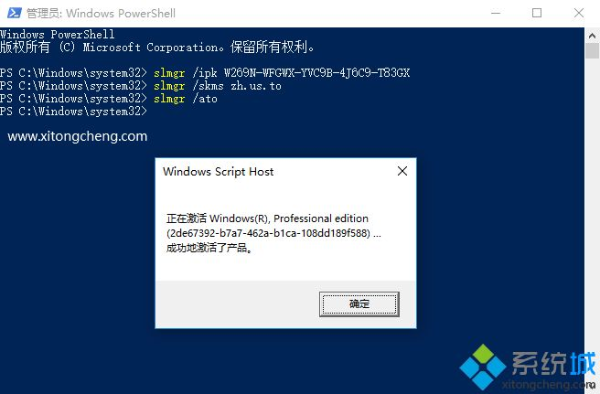 管理员: Windows PowerShell
Windows PowerShell
版权所有 (C) Microsoft Corporation。保留所有权利。
PS C:\Windows\system32> slmgr /ipk W269N-WFGWX-YVC9B-4J6C9-T83GX
PS C:\Windows\system32> slmgr /skms zh.us.to
PS C:\Windows\system32> slmgr /ato
PS C:\Windows\system32>
www.xitongcheng.com
Windows Script Host
正在激活 Windows(R), Professional edition
(2de67392-b7a7-462a-b1ca-108dd189f588) ...
成功地激活了产品。
确定
系统城
xitongcheng.com